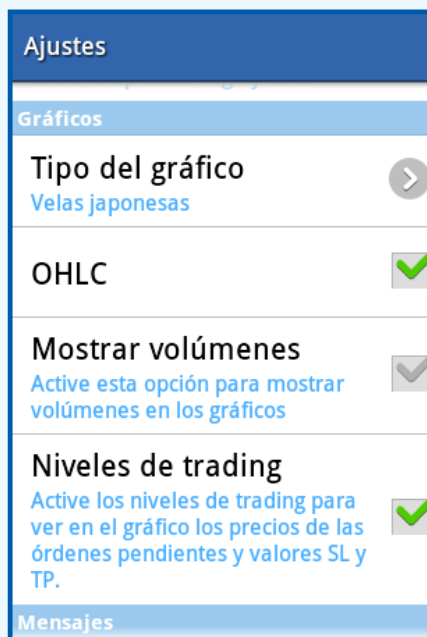 Ajustes
Gráficos
Tipo del gráfico
Velas japonesas
OHLC
Mostrar volúmenes
Active esta opción para mostrar
volúmenes en los gráficos
Niveles de trading
Active los niveles de trading para
ver en el gráfico los precios de las
órdenes pendientes y valores SL y
TP.
Mensajes